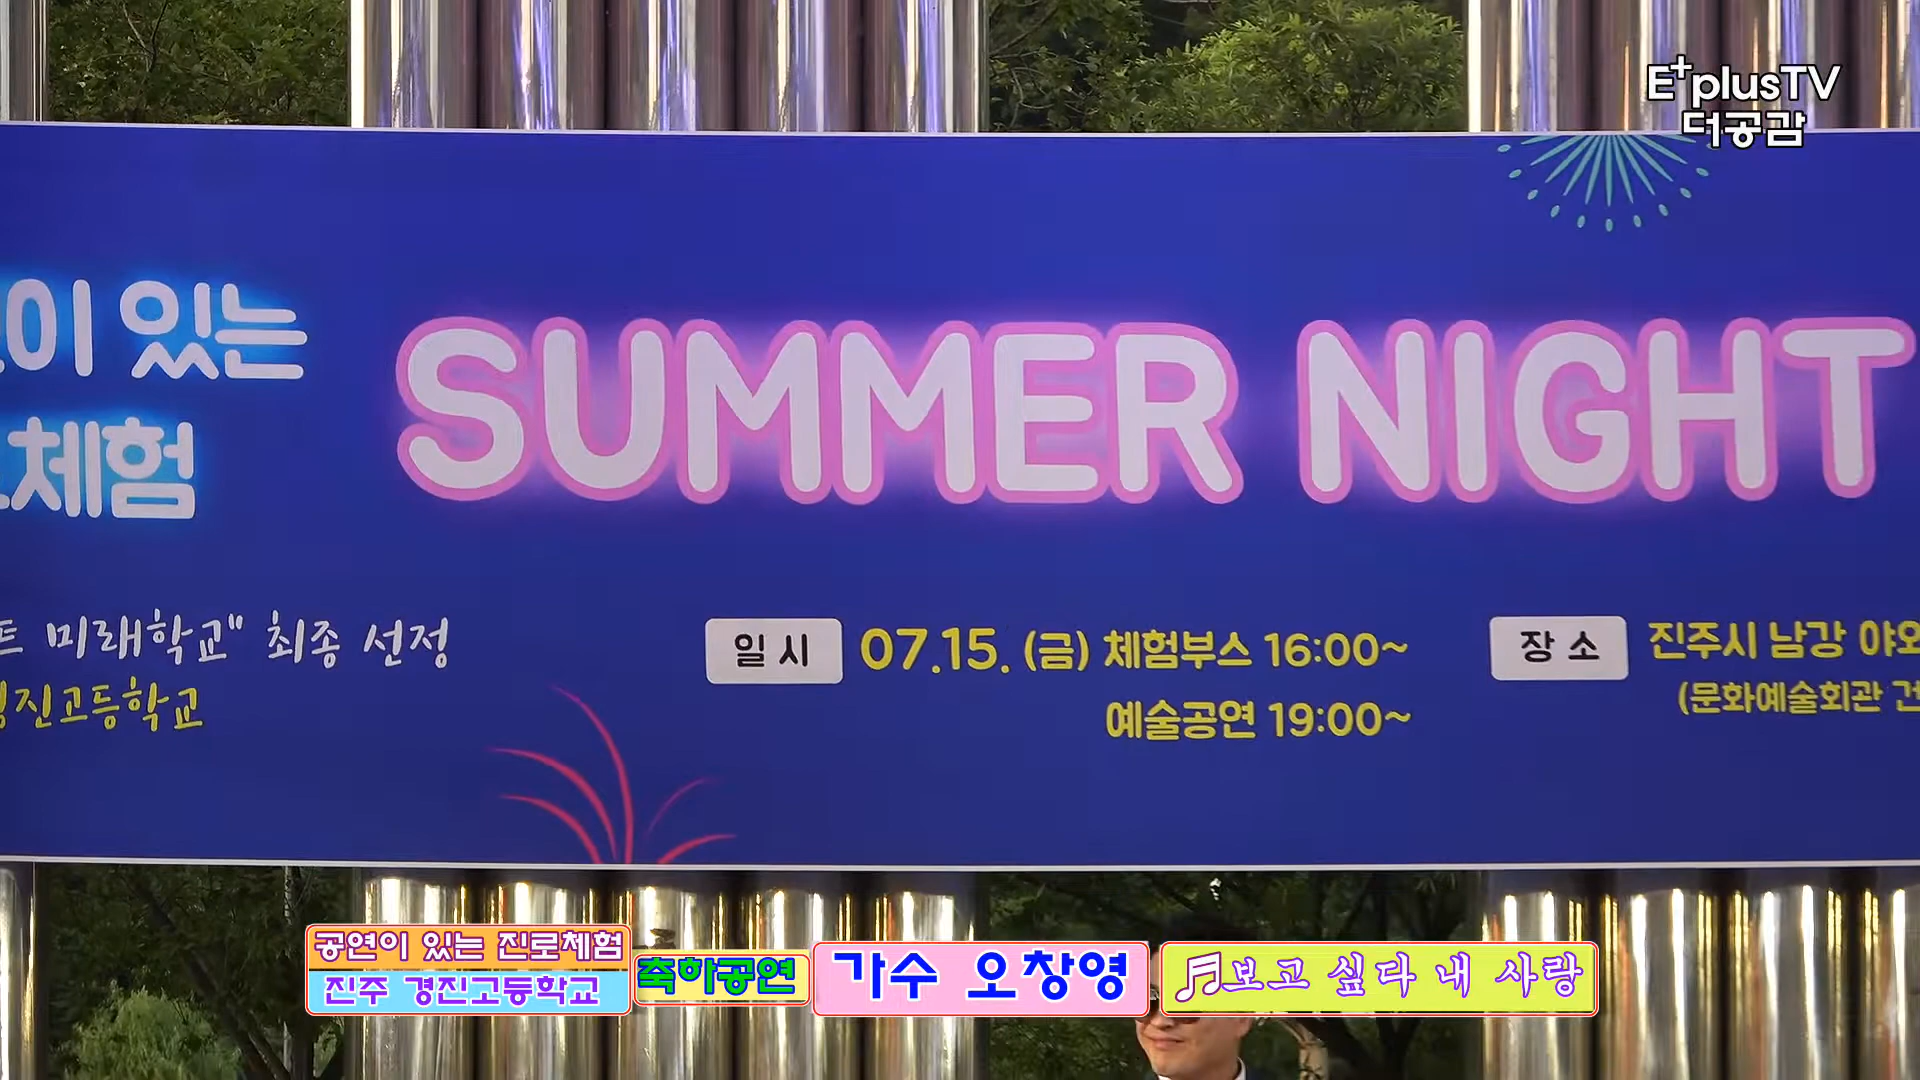 E+plusTV
더공감
이 있는
체험
SUMMER NIGHT
미래학교" 최종 선정
진고등학교
일 시 07.15. (금) 체험부스 16:00~
예술공연 19:00~
장 소 진주시 남강
(문화예술회관
공연이 있는 진로체험
진주 경진고등학교
축하공연
가수 오창영
♬보고 싶다 내 사랑